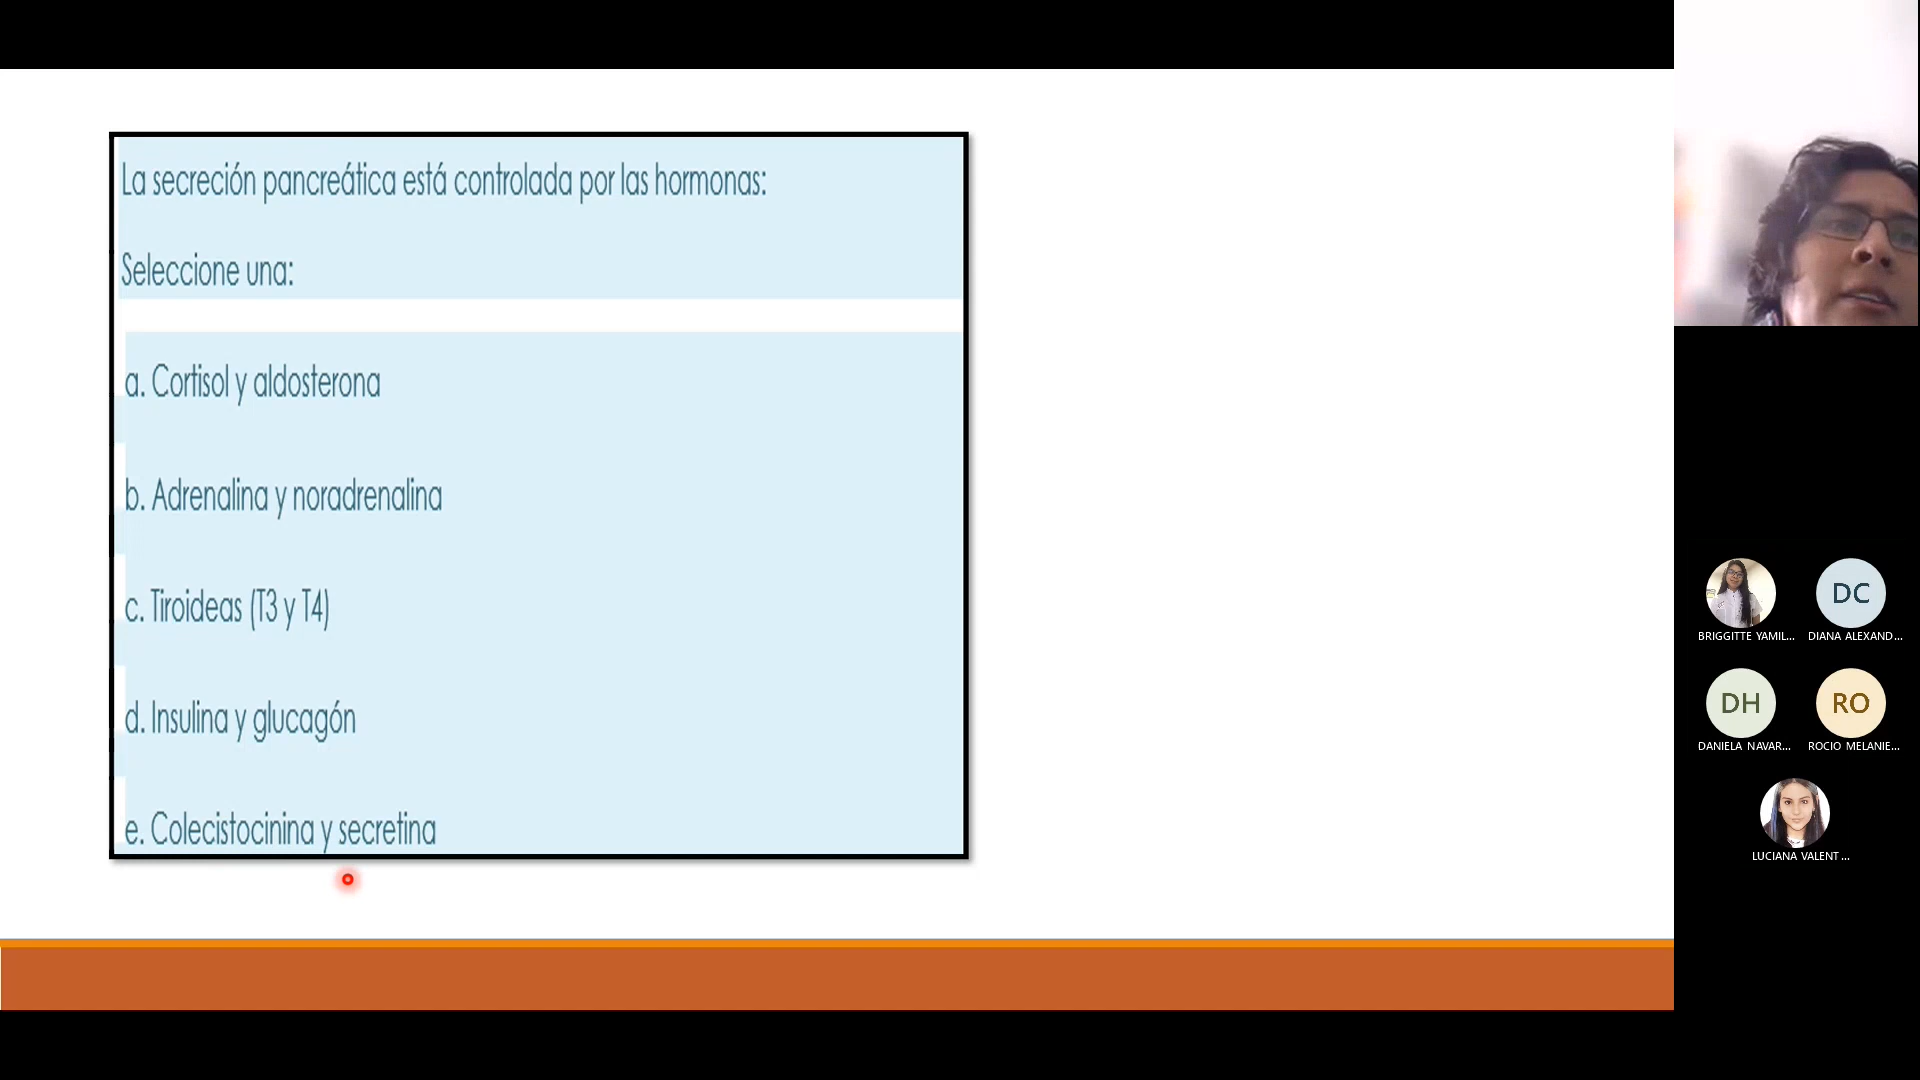 La secreción pancreática está controlada por las hormonas:
Seleccione una:
a. Cortisol y aldosterona
b. Adrenalina y noradrenalina
c. Tiroideas (T3 y T4)
d. Insulina y glucagón
e. Colecistocinina y secretina
DC
BRIGGITTE YAMIL...
DIANA ALEXAND...
DH
RO
DANIELA NAVAR...
ROCIO MELANIE...
LUCIANA VALENT...